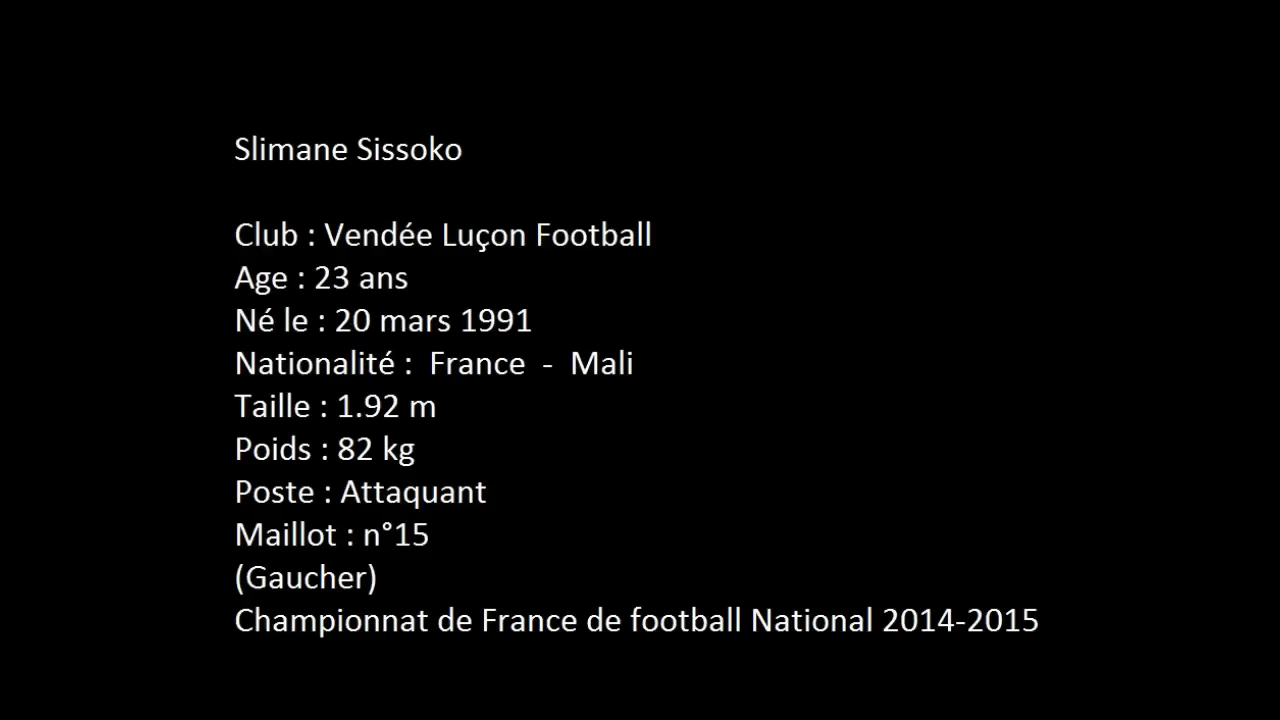 Slimane Sissoko
Club : Vendée Luçon Football
Age : 23 ans
Né le : 20 mars 1991
Nationalité :  France  -  Mali
Taille : 1.92 m
Poids : 82 kg
Poste : Attaquant
Maillot : n°15
(Gaucher)
Championnat de France de football National 2014-2015